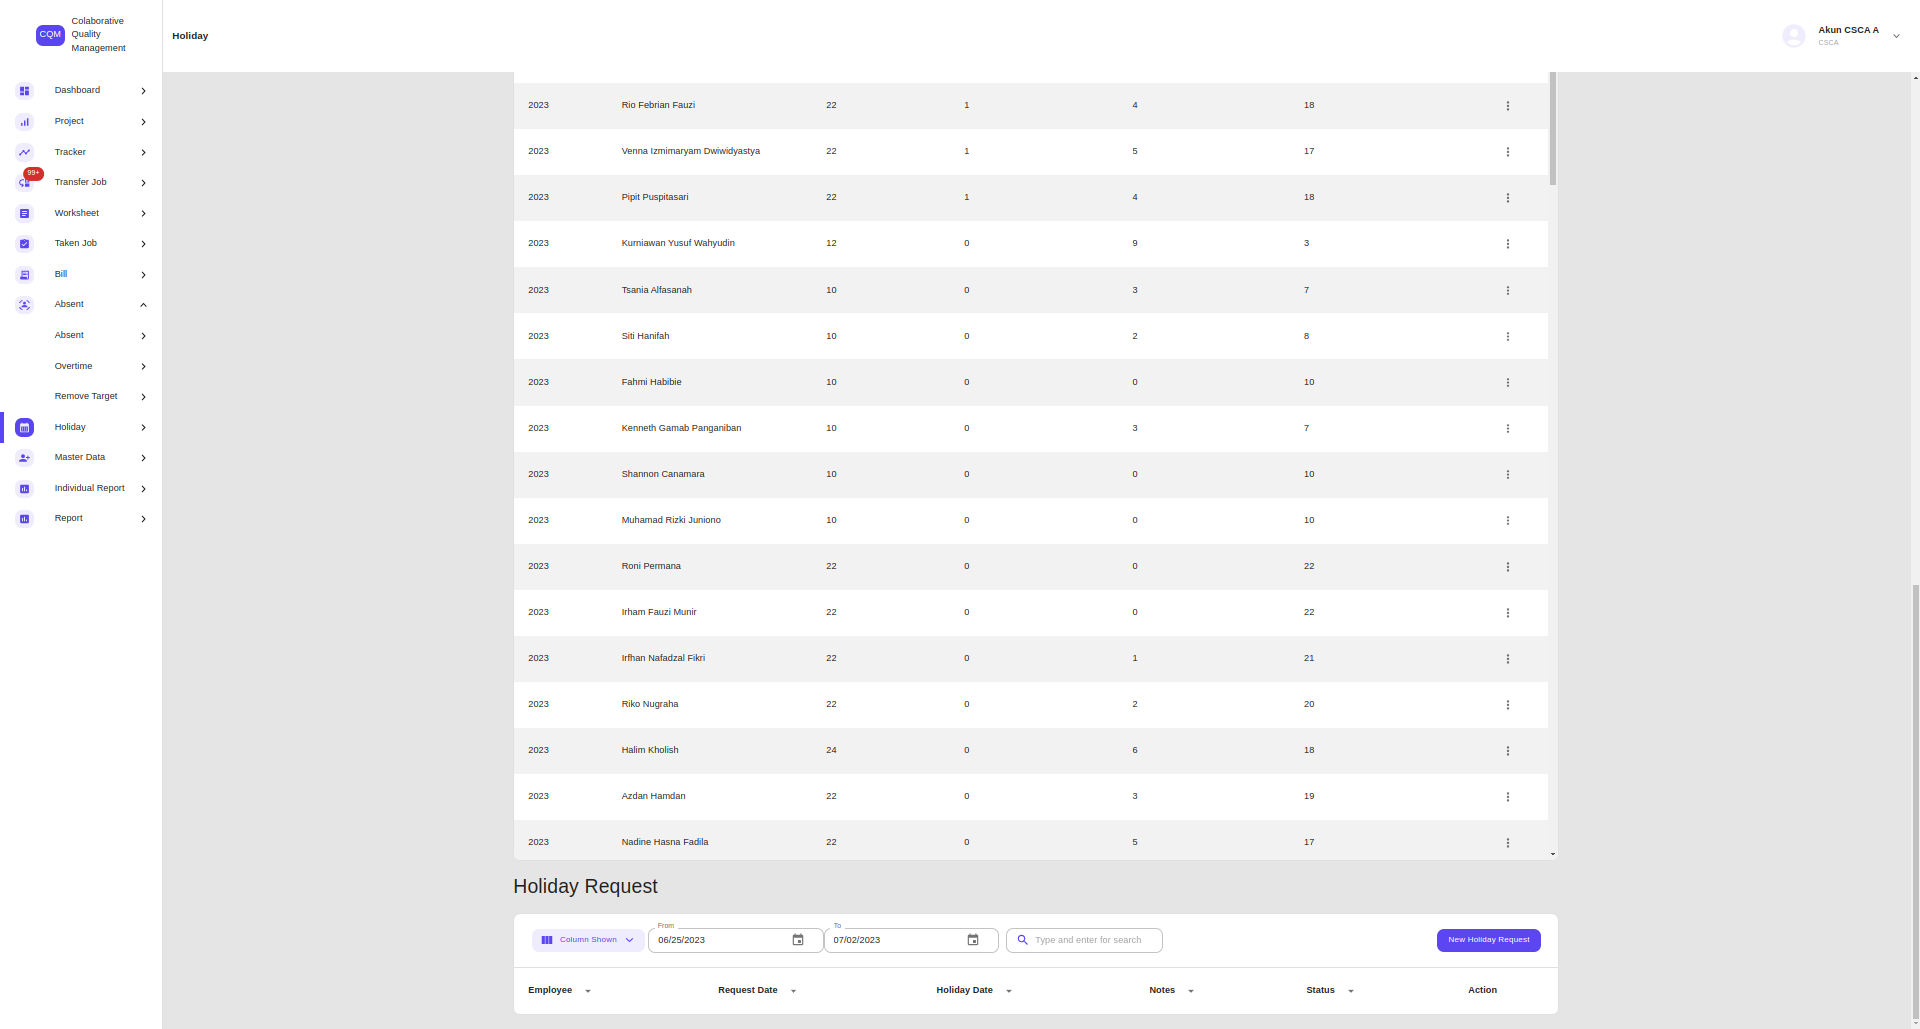 CQM
Colaborative
Quality
Management
Holiday
Akun CSCA A
CSCA
Dashboard
Project
Tracker
99+
Transfer Job
Worksheet
Taken Job
Bill
Absent
Absent
Overtime
Remove Target
Holiday
Master Data
Individual Report
Report
2023 Rio Febrian Fauzi 22 1 4 18
2023 Venna Izmimaryam Dwiwidyastya 22 1 5 17
2023 Pipit Puspitasari 22 1 4 18
2023 Kurniawan Yusuf Wahyudin 12 0 9 3
2023 Tsania Alfasanah 10 0 3 7
2023 Siti Hanifah 10 0 2 8
2023 Fahmi Habibie 10 0 0 10
2023 Kenneth Gamab Panganiban 10 0 3 7
2023 Shannon Canamara 10 0 0 10
2023 Muhamad Rizki Juniono 10 0 0 10
2023 Roni Permana 22 0 0 22
2023 Irham Fauzi Munir 22 0 0 22
2023 Irfhan Nafadzal Fikri 22 0 1 21
2023 Riko Nugraha 22 0 2 20
2023 Halim Kholish 24 0 6 18
2023 Azdan Hamdan 22 0 3 19
2023 Nadine Hasna Fadila 22 0 5 17
Holiday Request
Column Shown
From
06/25/2023
To
07/02/2023
Type and enter for search
New Holiday Request
Employee Request Date Holiday Date Notes Status Action